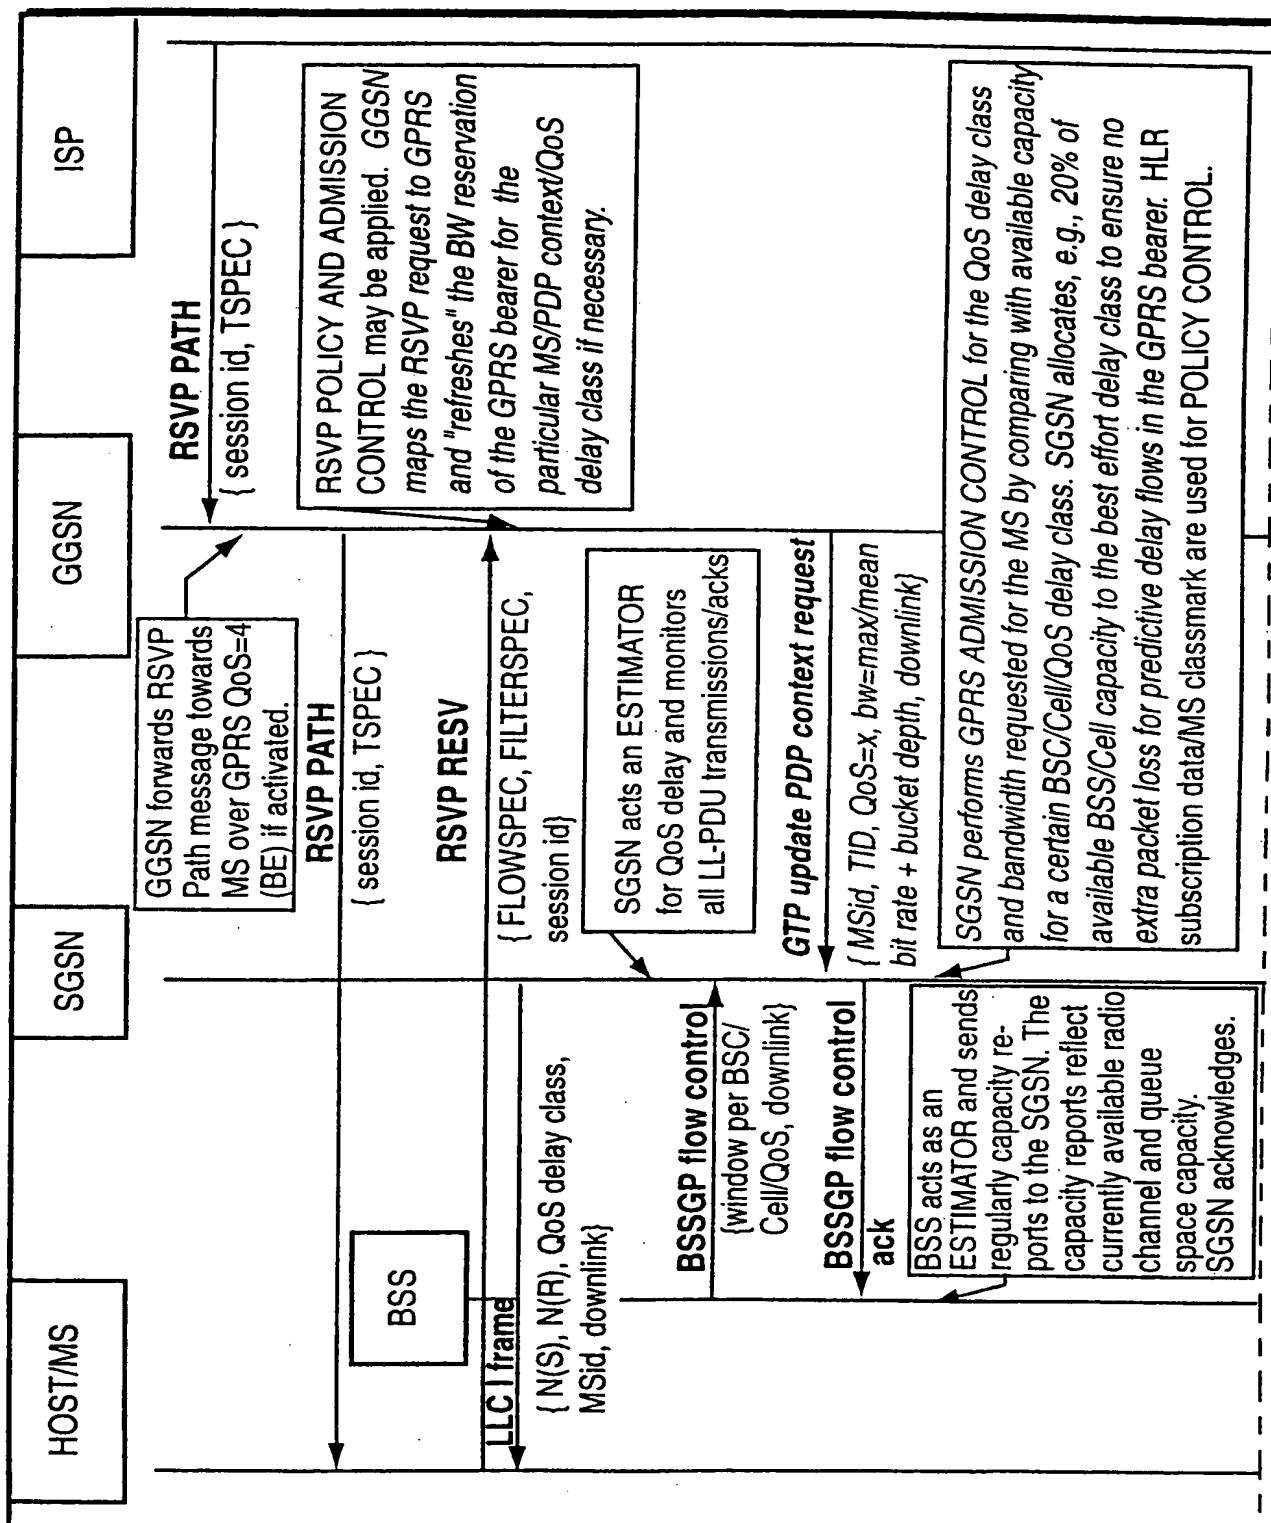 HOST/MS
SGSN
GGSN
ISP
RSVP PATH
{ session id, TSPEC }
GGSN forwards RSVP
Path message towards
MS over GPRS QoS=4
(BE) if activated.
RSVP PATH
{ session id, TSPEC }
RSVP POLICY AND ADMISSION
CONTROL may be applied. GGSN
maps the RSVP request to GPRS
and "refreshes" the BW reservation
of the GPRS bearer for the
particular MS/PDP context/QoS
delay class if necessary.
BSS
RSVP RESV
{ FLOWSPEC, FILTERSPEC,
session id}
LLC I frame
{ N(S), N(R), QoS delay class,
MSid, downlink}
SGSN acts an ESTIMATOR
for QoS delay and monitors
all LL-PDU transmissions/acks
BSSGP flow control
{window per BSC/
Cell/QoS, downlink}
GTP update PDP context request
{ MSid, TID, QoS=x, bw=max/mean
bit rate + bucket depth, downlink}
BSSGP flow control
ack
BSS acts as an
ESTIMATOR and sends
regularly capacity re-
ports to the SGSN. The
capacity reports reflect
currently available radio
channel and queue
space capacity.
SGSN acknowledges.
SGSN performs GPRS ADMISSION CONTROL for the QoS delay class
and bandwidth requested for the MS by comparing with available capacity
for a certain BSC/Cell/QoS delay class. SGSN allocates, e.g., 20% of
available BSS/Cell capacity to the best effort delay class to ensure no
extra packet loss for predictive delay flows in the GPRS bearer. HLR
subscription data/MS classmark are used for POLICY CONTROL.